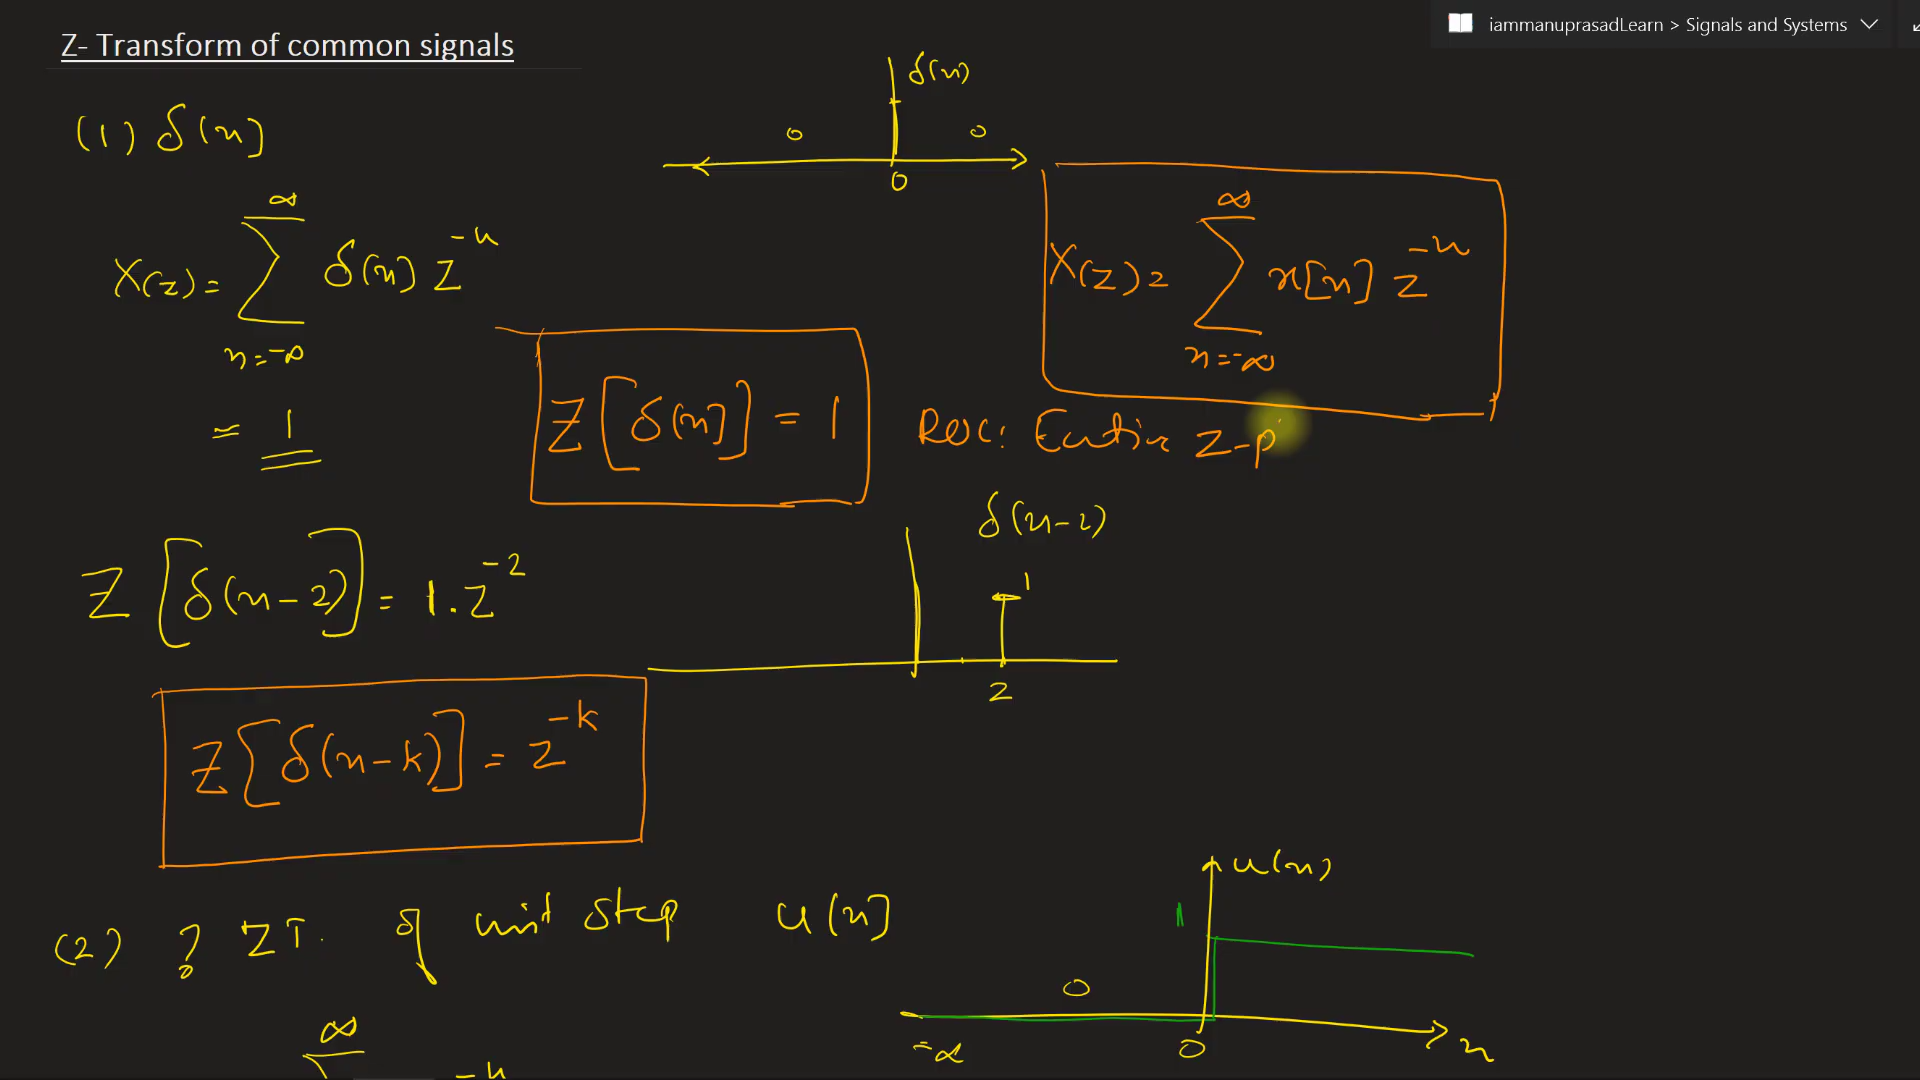 iammanuprasadLearn > Signals and Systems
Z- Transform of common signals
δ(n)
0 0
0
(1) δ(n)
X(z) = ∑ δ(n) z^-n
∞
n=-∞
= 1
X(z) = ∑ x[n] z^-n
∞
n=-∞
Z[δ(n)] = 1
ROC: Entire z-p
δ(n-2)
1
2
Z[δ(n-2)] = 1.z^-2
Z[δ(n-k)] = z^-k
(2) ? ZT. of unit step u(n)
u(n)
1
0
-∞ 0 n
∞
-n